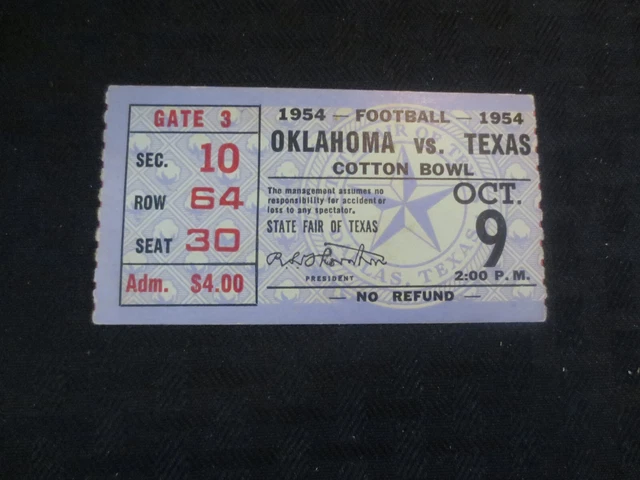 GATE 3
SEC. 10
ROW 64
SEAT 30
Adm. $4.00
1954 — FOOTBALL — 1954
OKLAHOMA vs. TEXAS
COTTON BOWL
The management assumes no
responsibility for accident or
loss to any spectator.
STATE FAIR OF TEXAS
PRESIDENT
OCT.
9
2:00 P.M.
— NO REFUND —
DALLAS, TEXAS